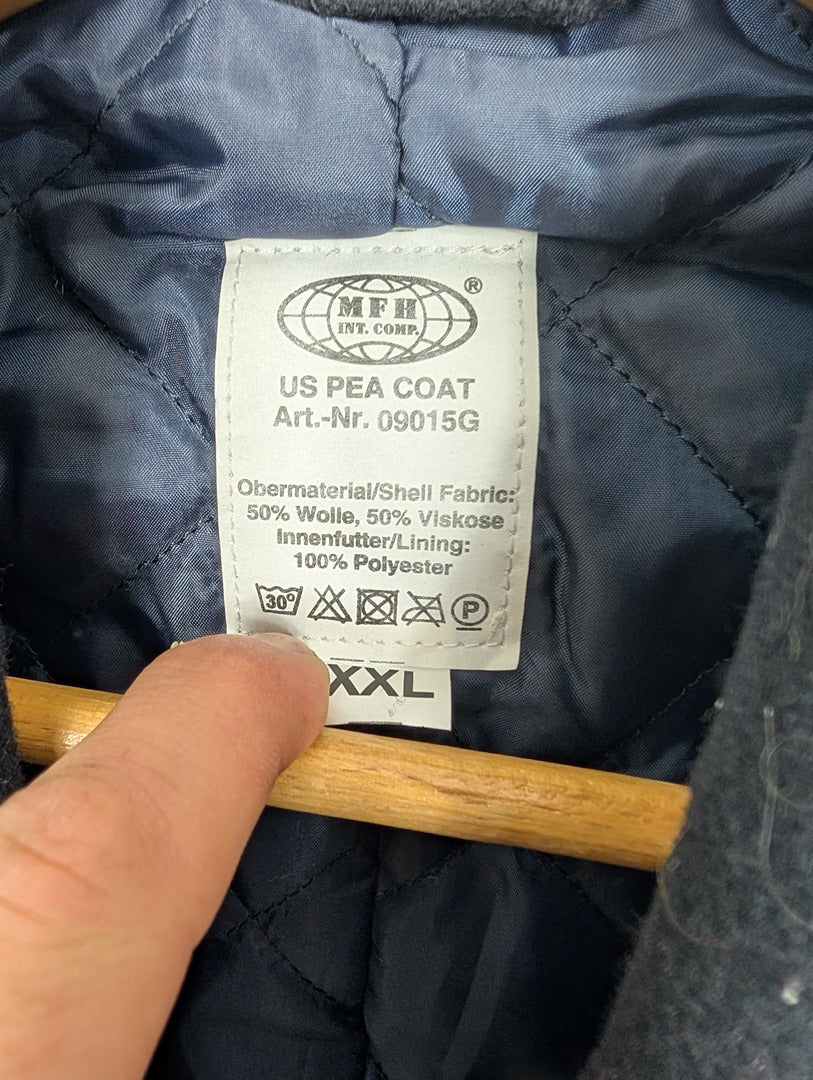 MFH
INT. COMP.
®
US PEA COAT
Art.-Nr. 09015G
Obermaterial/Shell Fabric:
50% Wolle, 50% Viskose
Innenfutter/Lining:
100% Polyester
30° P
XXL